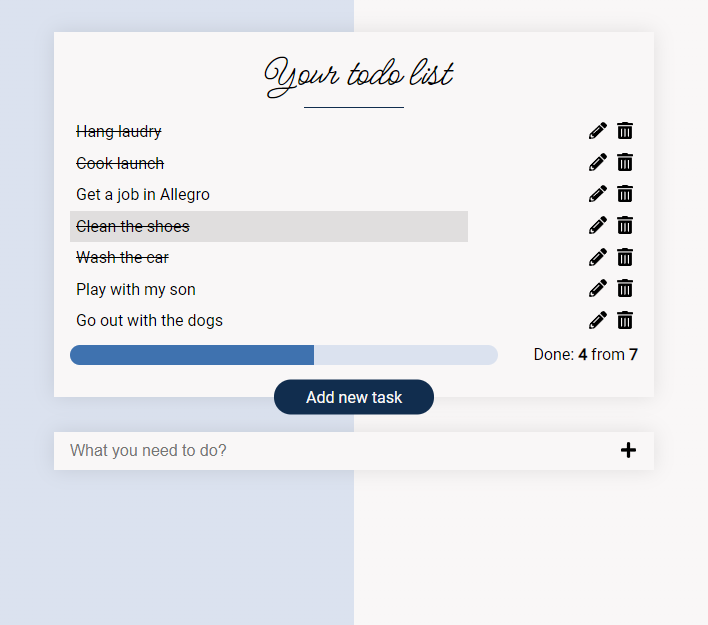 Your todo list
Hang laudry
Cook launch
Get a job in Allegro
Clean the shoes
Wash the car
Play with my son
Go out with the dogs
Done: 4 from 7
Add new task
What you need to do?